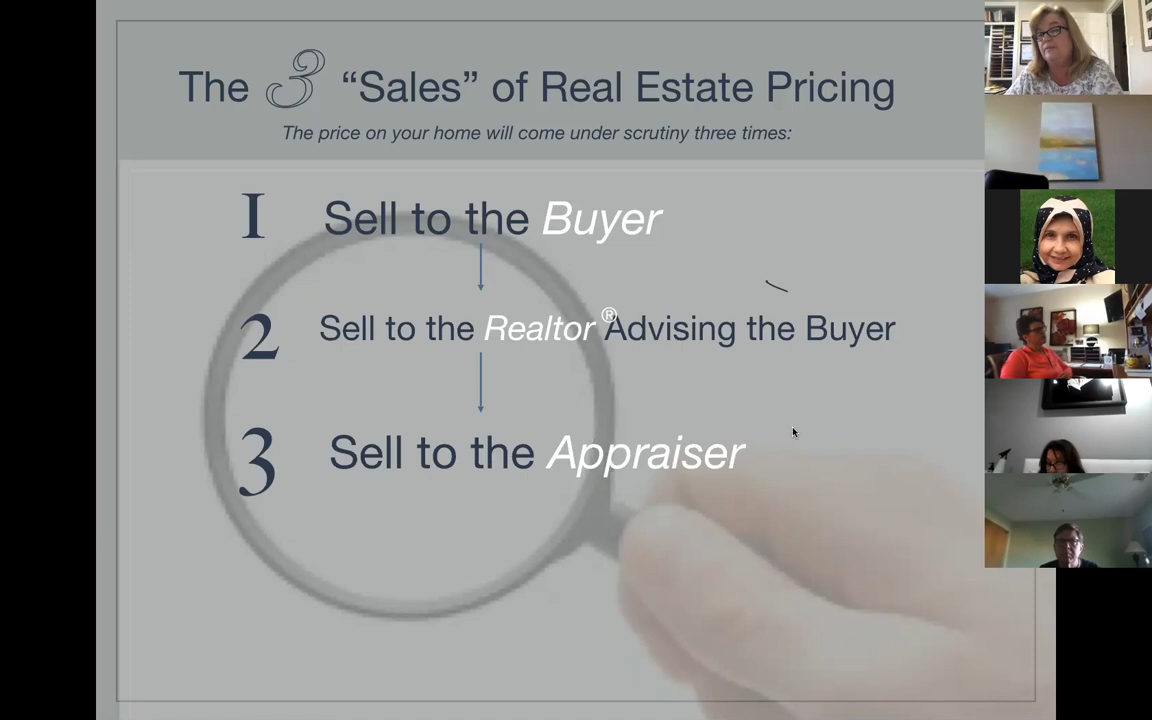 The 3 “Sales” of Real Estate Pricing
The price on your home will come under scrutiny three times:
1 Sell to the Buyer
2 Sell to the Realtor® Advising the Buyer
3 Sell to the Appraiser